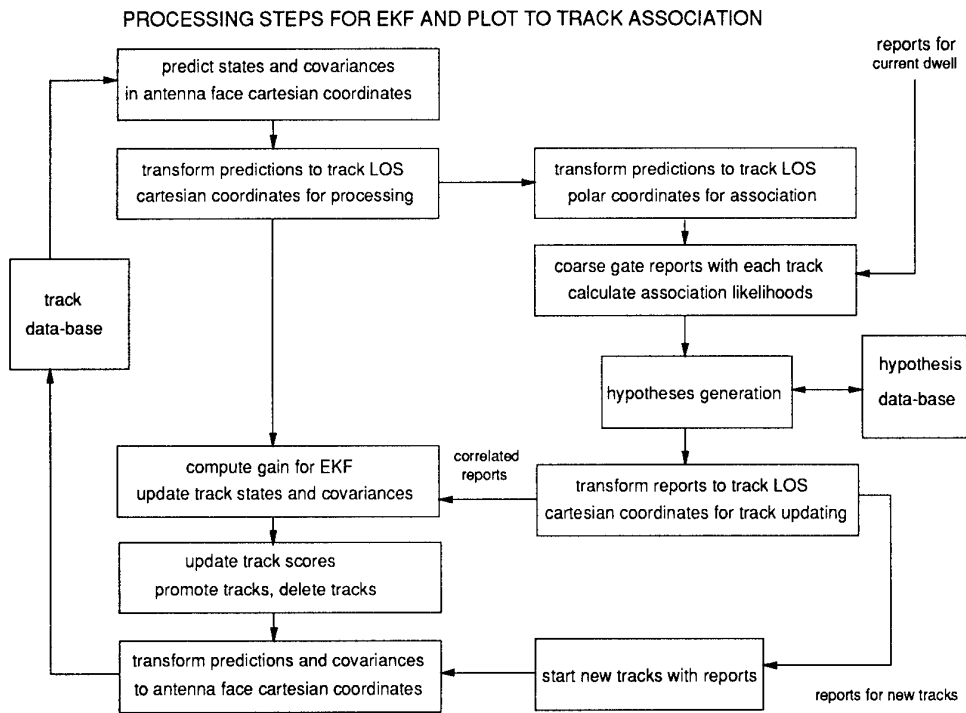 PROCESSING STEPS FOR EKF AND PLOT TO TRACK ASSOCIATION
reports for
current dwell
predict states and covariances
in antenna face cartesian coordinates
transform predictions to track LOS
cartesian coordinates for processing
transform predictions to track LOS
polar coordinates for association
coarse gate reports with each track
calculate association likelihoods
track
data-base
hypotheses generation
hypothesis
data-base
compute gain for EKF
update track states and covariances
correlated
reports
transform reports to track LOS
cartesian coordinates for track updating
update track scores
promote tracks, delete tracks
transform predictions and covariances
to antenna face cartesian coordinates
start new tracks with reports
reports for new tracks